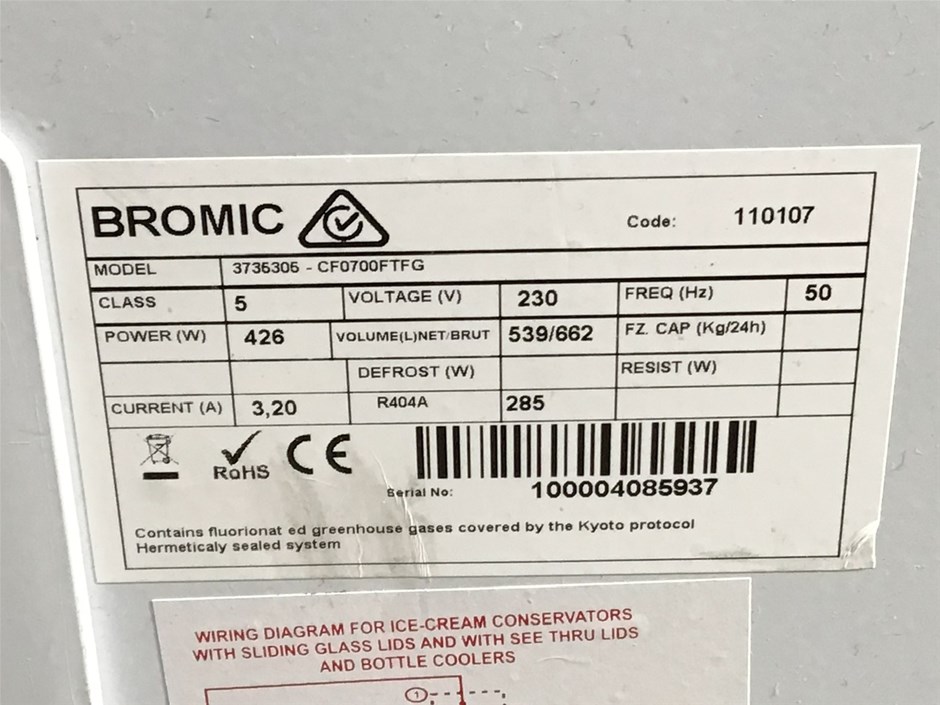 BROMIC Code: 110107
MODEL 3736305 - CF0700FTFG
CLASS 5 VOLTAGE (V) 230 FREQ (Hz) 50
POWER (W) 426 VOLUME(L)NET/BRUT 539/662 FZ. CAP (Kg/24h)
DEFROST (W) RESIST (W)
CURRENT (A) 3,20 R404A 285
RoHS CE
Serial No: 100004085937
Contains fluorionat ed greenhouse gases covered by the Kyoto protocol
Hermeticaly sealed system
WIRING DIAGRAM FOR ICE-CREAM CONSERVATORS
WITH SLIDING GLASS LIDS AND WITH SEE THRU LIDS
AND BOTTLE COOLERS
1